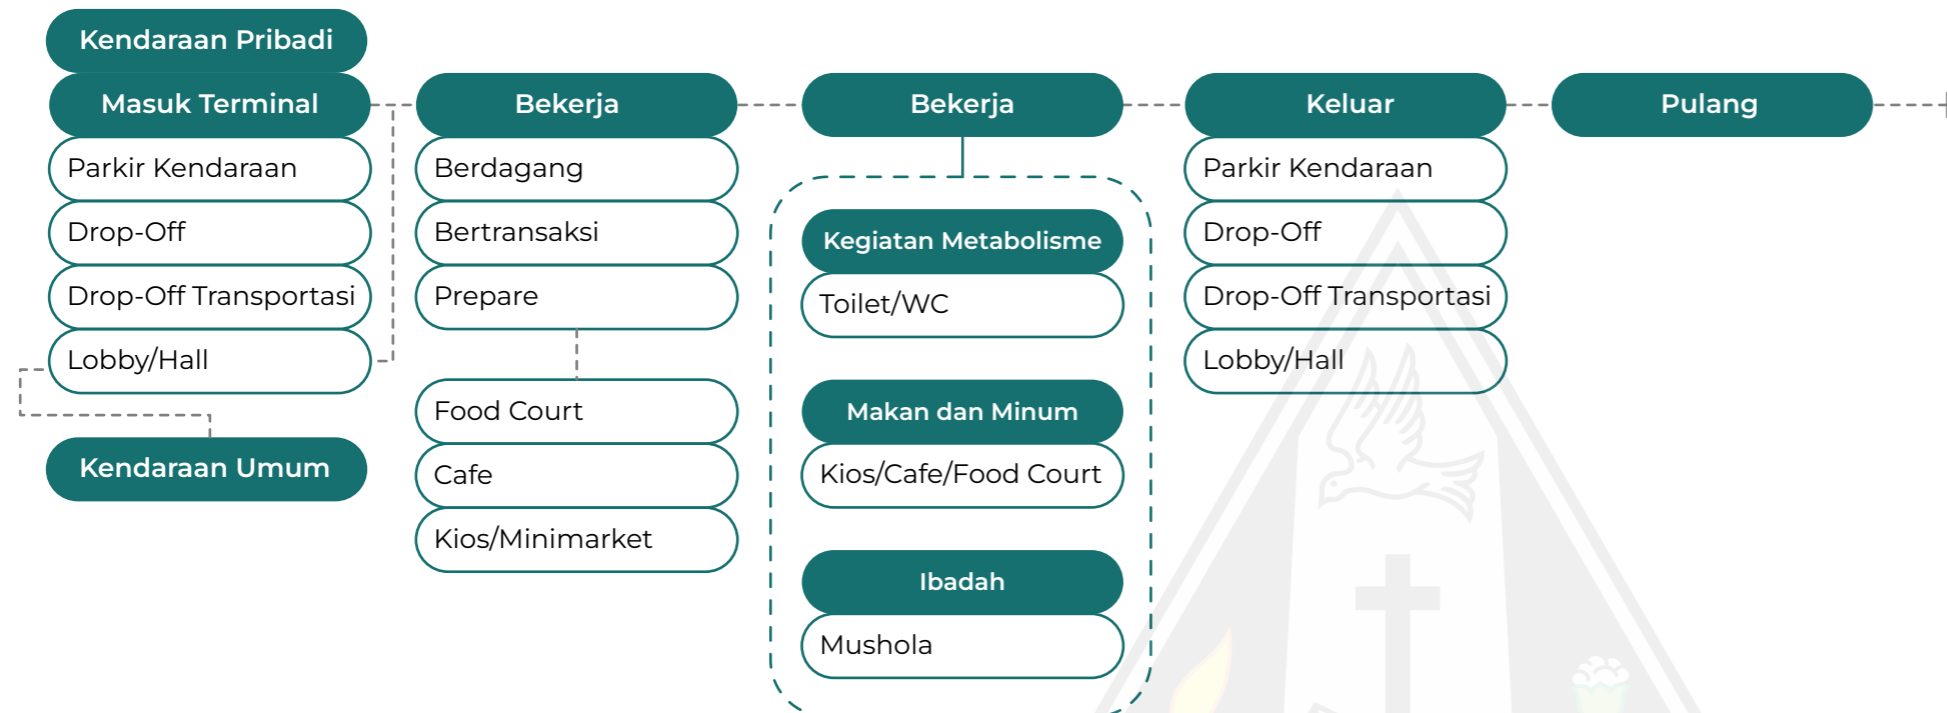 Kendaraan Pribadi
Masuk Terminal
Parkir Kendaraan
Drop-Off
Drop-Off Transportasi
Lobby/Hall
Kendaraan Umum
Bekerja
Berdagang
Bertransaksi
Prepare
Food Court
Cafe
Kios/Minimarket
Bekerja
Kegiatan Metabolisme
Toilet/WC
Makan dan Minum
Kios/Cafe/Food Court
Ibadah
Mushola
Keluar
Parkir Kendaraan
Drop-Off
Drop-Off Transportasi
Lobby/Hall
Pulang